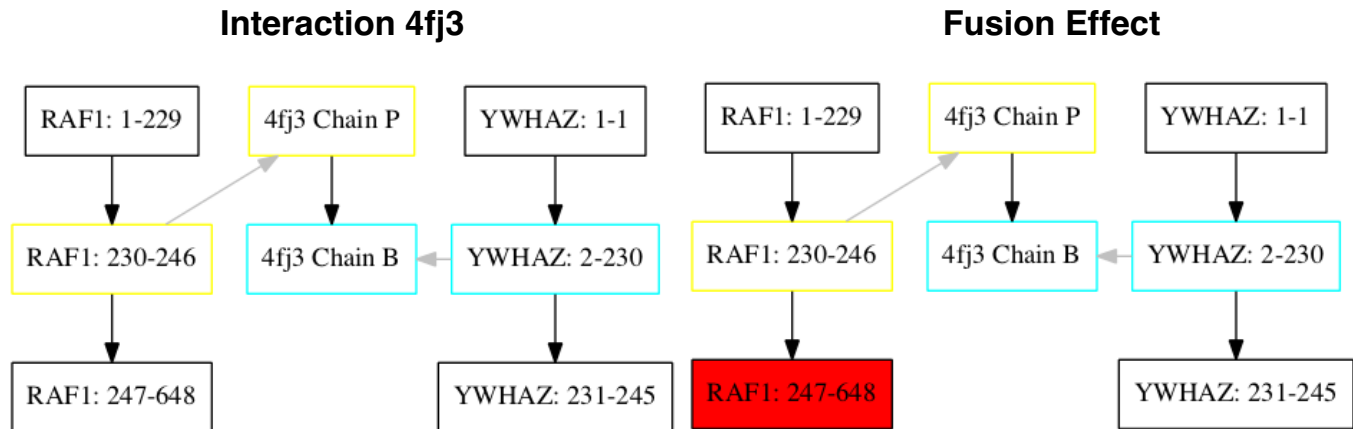 Interaction 4fj3
Fusion Effect
RAF1: 1-229
4fj3 Chain P
YWHAZ: 1-1
RAF1: 230-246
4fj3 Chain B
YWHAZ: 2-230
RAF1: 247-648
YWHAZ: 231-245
RAF1: 1-229
4fj3 Chain P
YWHAZ: 1-1
RAF1: 230-246
4fj3 Chain B
YWHAZ: 2-230
RAF1: 247-648
YWHAZ: 231-245